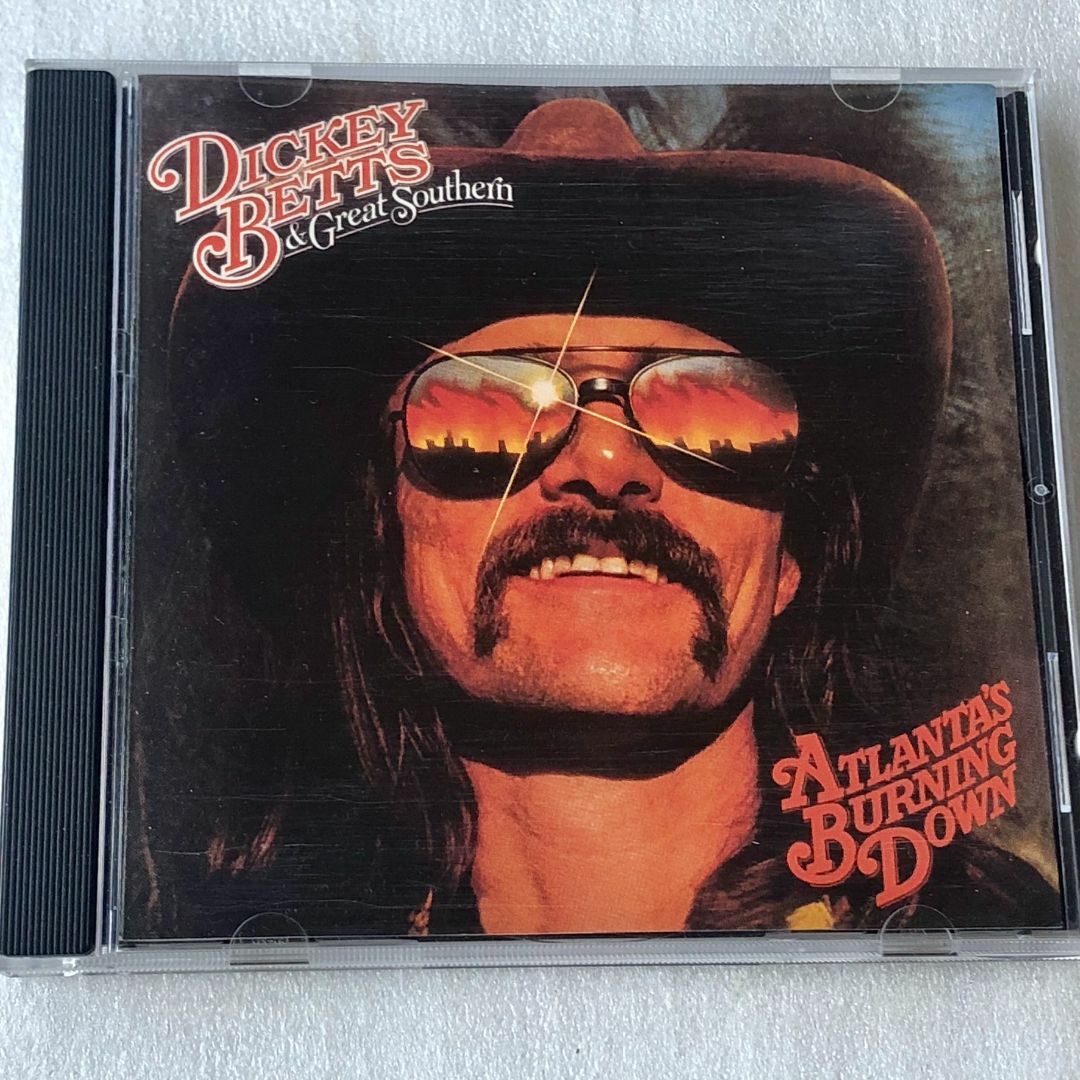 DICKEY
BETTS
& Great Southern
ATLANTA'S
BURNING
DOWN